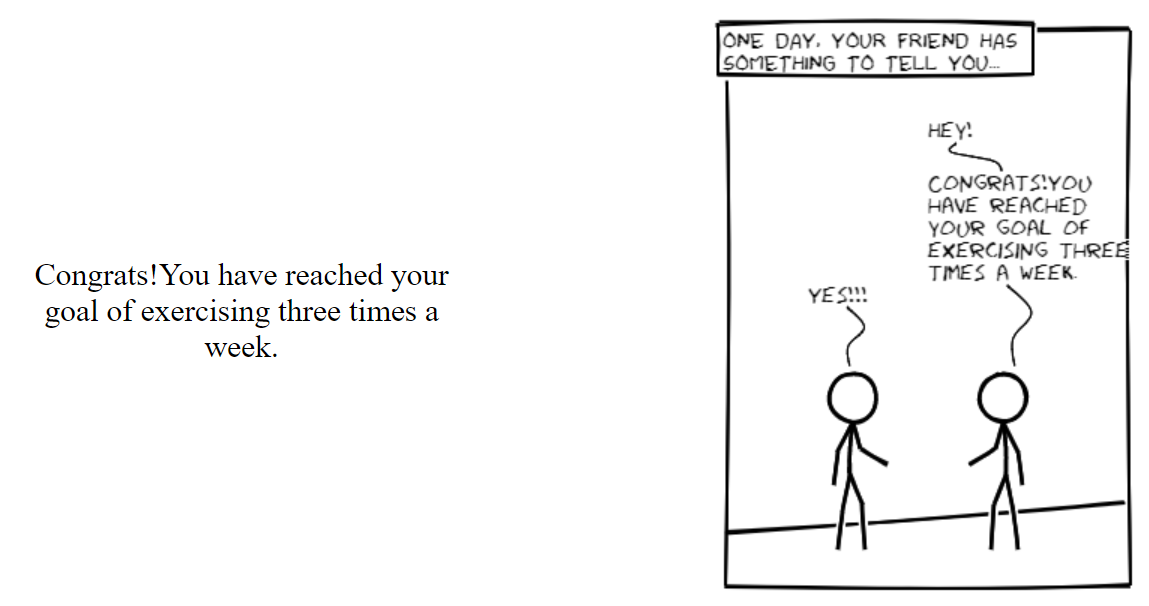 Congrats!You have reached your
goal of exercising three times a
week.
ONE DAY, YOUR FRIEND HAS
SOMETHING TO TELL YOU...
HEY!
CONGRATS!YOU
HAVE REACHED
YOUR GOAL OF
EXERCISING THREE
TIMES A WEEK.
YES!!!